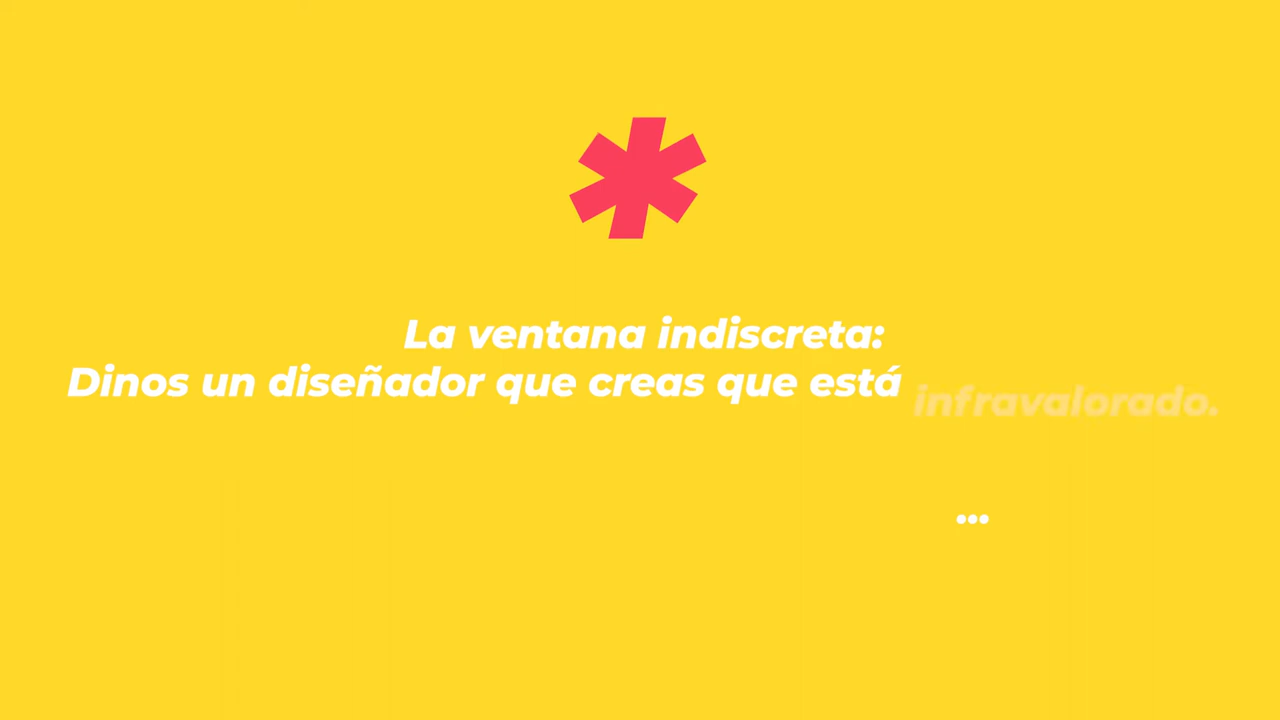 *
La ventana indiscreta:
Dinos un diseñador que creas que está infravalorado.
...